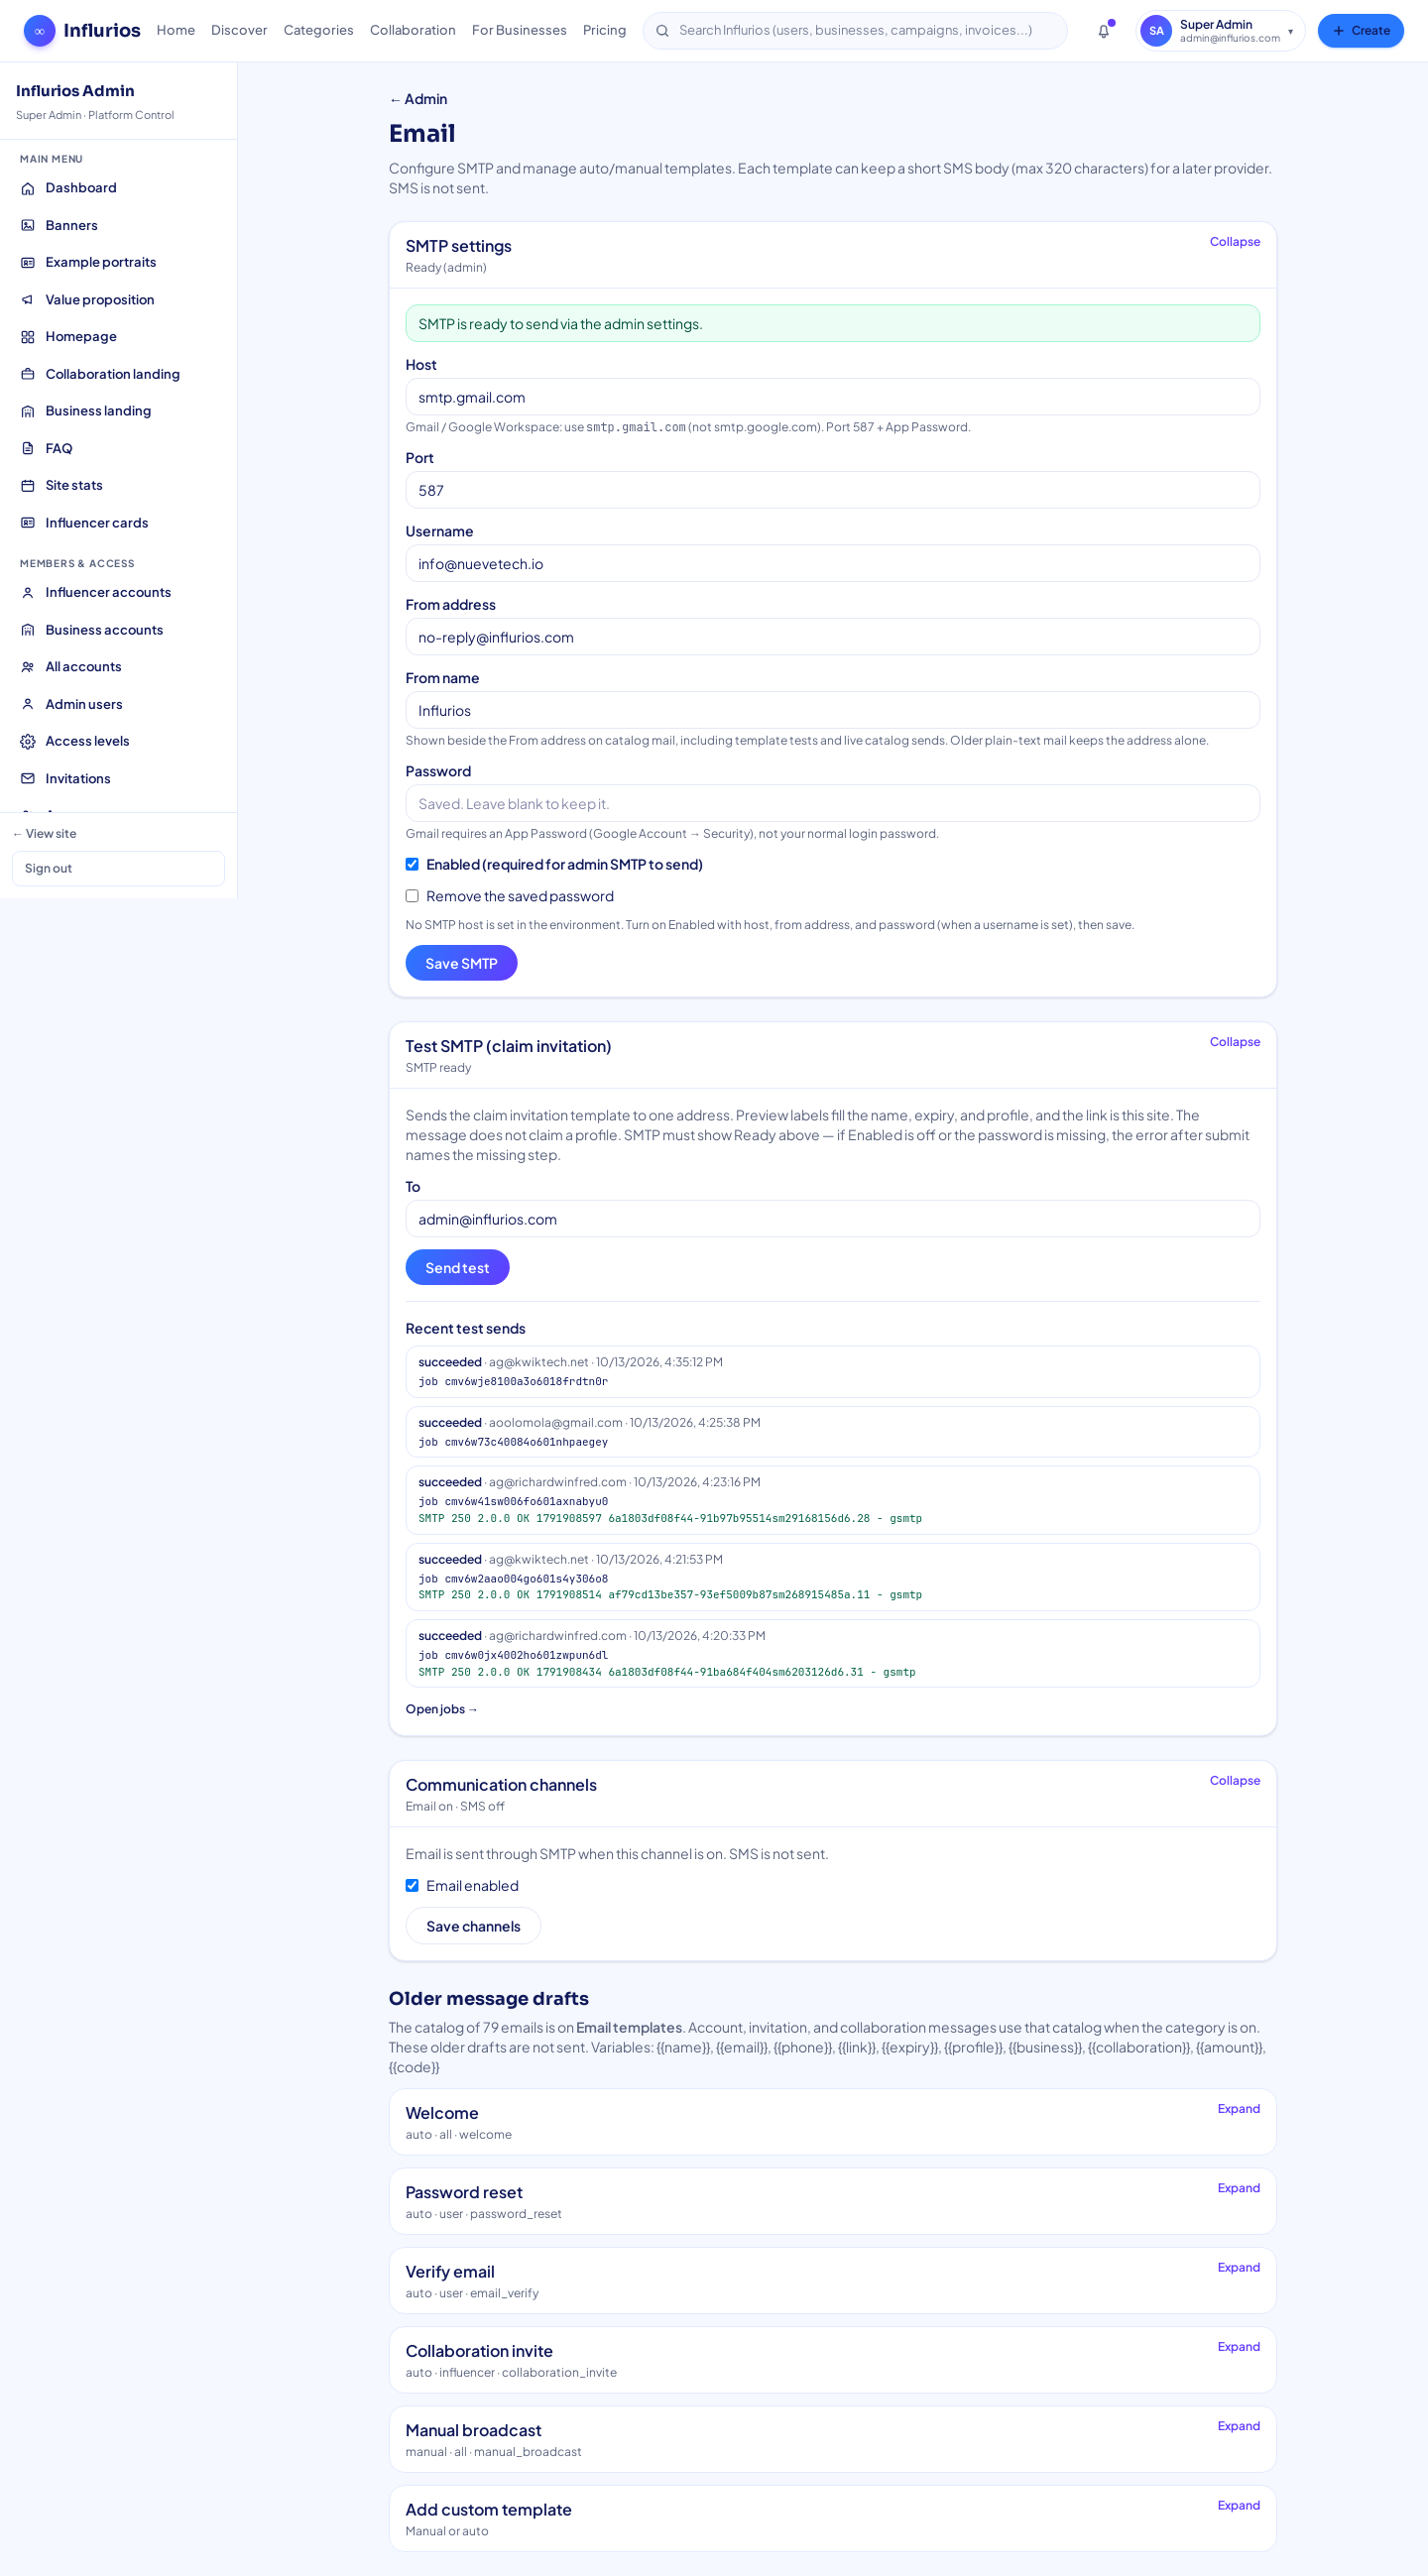 ∞ Influrios Home Discover Categories Collaboration For Businesses Pricing Search Influrios (users, businesses, campaigns, invoices...) SA Super Admin ▾ + Create
admin@influrios.com
Influrios Admin
Super Admin · Platform Control
MAIN MENU
Dashboard
Banners
Example portraits
Value proposition
Homepage
Collaboration landing
Business landing
FAQ
Site stats
Influencer cards
MEMBERS & ACCESS
Influencer accounts
Business accounts
All accounts
Admin users
Access levels
Invitations
← View site
Sign out
← Admin
Email
Configure SMTP and manage auto/manual templates. Each template can keep a short SMS body (max 320 characters) for a later provider.
SMS is not sent.
SMTP settings Collapse
Ready (admin)
SMTP is ready to send via the admin settings.
Host
smtp.gmail.com
Gmail / Google Workspace: use smtp.gmail.com (not smtp.google.com). Port 587 + App Password.
Port
587
Username
info@nuevetech.io
From address
no-reply@influrios.com
From name
Influrios
Shown beside the From address on catalog mail, including template tests and live catalog sends. Older plain-text mail keeps the address alone.
Password
Saved. Leave blank to keep it.
Gmail requires an App Password (Google Account → Security), not your normal login password.
Enabled (required for admin SMTP to send)
Remove the saved password
No SMTP host is set in the environment. Turn on Enabled with host, from address, and password (when a username is set), then save.
Save SMTP
Test SMTP (claim invitation) Collapse
SMTP ready
Sends the claim invitation template to one address. Preview labels fill the name, expiry, and profile, and the link is this site. The
message does not claim a profile. SMTP must show Ready above — if Enabled is off or the password is missing, the error after submit
names the missing step.
To
admin@influrios.com
Send test
Recent test sends
succeeded · ag@kwiktech.net · 10/13/2026, 4:35:12 PM
job cmv6wje8100a3o6018frdtn0r
succeeded · aoolomola@gmail.com · 10/13/2026, 4:25:38 PM
job cmv6w73c40084o601nhpaegey
succeeded · ag@richardwinfred.com · 10/13/2026, 4:23:16 PM
job cmv6w41sw006fo601axnabyu0
SMTP 250 2.0.0 OK 1791908597 6a1803df08f44-91b97b95514sm29168156d6.28 - gsmtp
succeeded · ag@kwiktech.net · 10/13/2026, 4:21:53 PM
job cmv6w2aao004go601s4y306o8
SMTP 250 2.0.0 OK 1791908514 af79cd13be357-93ef5009b87sm268915485a.11 - gsmtp
succeeded · ag@richardwinfred.com · 10/13/2026, 4:20:33 PM
job cmv6w0jx4002ho601zwpun6dl
SMTP 250 2.0.0 OK 1791908434 6a1803df08f44-91ba684f404sm6203126d6.31 - gsmtp
Open jobs →
Communication channels Collapse
Email on · SMS off
Email is sent through SMTP when this channel is on. SMS is not sent.
Email enabled
Save channels
Older message drafts
The catalog of 79 emails is on Email templates. Account, invitation, and collaboration messages use that catalog when the category is on.
These older drafts are not sent. Variables: {{name}}, {{email}}, {{phone}}, {{link}}, {{expiry}}, {{profile}}, {{business}}, {{collaboration}}, {{amount}},
{{code}}
Welcome Expand
auto · all · welcome
Password reset Expand
auto · user · password_reset
Verify email Expand
auto · user · email_verify
Collaboration invite Expand
auto · influencer · collaboration_invite
Manual broadcast Expand
manual · all · manual_broadcast
Add custom template Expand
Manual or auto